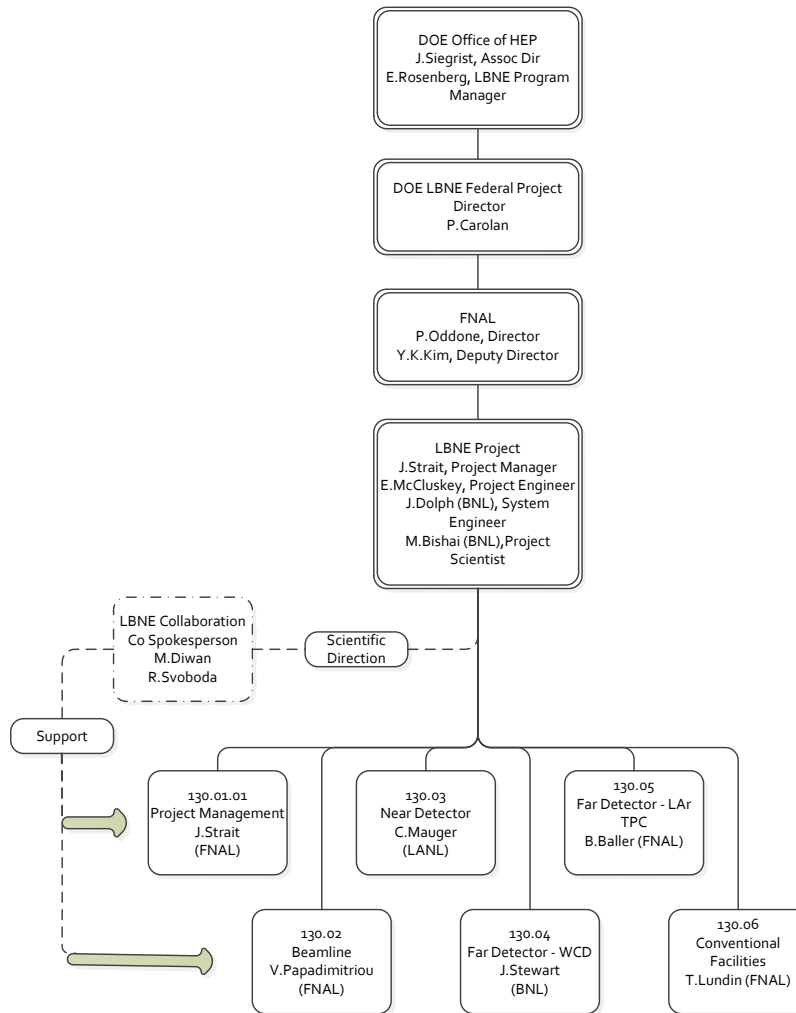 DOE Office of HEP
J.Siegrist, Assoc Dir
E.Rosenberg, LBNE Program
Manager
DOE LBNE Federal Project
Director
P.Carolan
FNAL
P.Oddone, Director
Y.K.Kim, Deputy Director
LBNE Project
J.Strait, Project Manager
E.McCluskey, Project Engineer
J.Dolph (BNL), System
Engineer
M.Bishai (BNL),Project
Scientist
LBNE Collaboration
Co Spokesperson
M.Diwan
R.Svoboda
Scientific
Direction
Support
130.01.01
Project Management
J.Strait
(FNAL)
130.03
Near Detector
C.Mauger
(LANL)
130.05
Far Detector - LAr
TPC
B.Baller (FNAL)
130.02
Beamline
V.Papadimitriou
(FNAL)
130.04
Far Detector - WCD
J.Stewart
(BNL)
130.06
Conventional
Facilities
T.Lundin (FNAL)